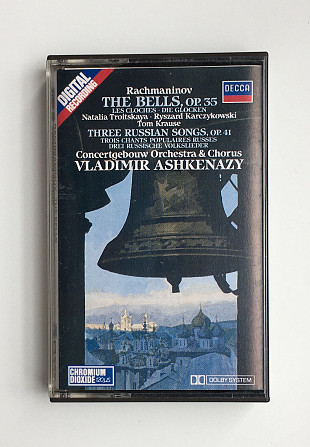 DIGITAL
RECORDING
DECCA
Rachmaninov
THE BELLS, OP. 35
LES CLOCHES · DIE GLOCKEN
Natalia Troitskaya · Ryszard Karczykowski
Tom Krause
THREE RUSSIAN SONGS, OP. 41
TROIS CHANTS POPULAIRES RUSSES
DREI RUSSISCHE VOLKSLIEDER
Concertgebouw Orchestra & Chorus
VLADIMIR ASHKENAZY
CHROMIUM
DIOXIDE 120μS
DOLBY SYSTEM